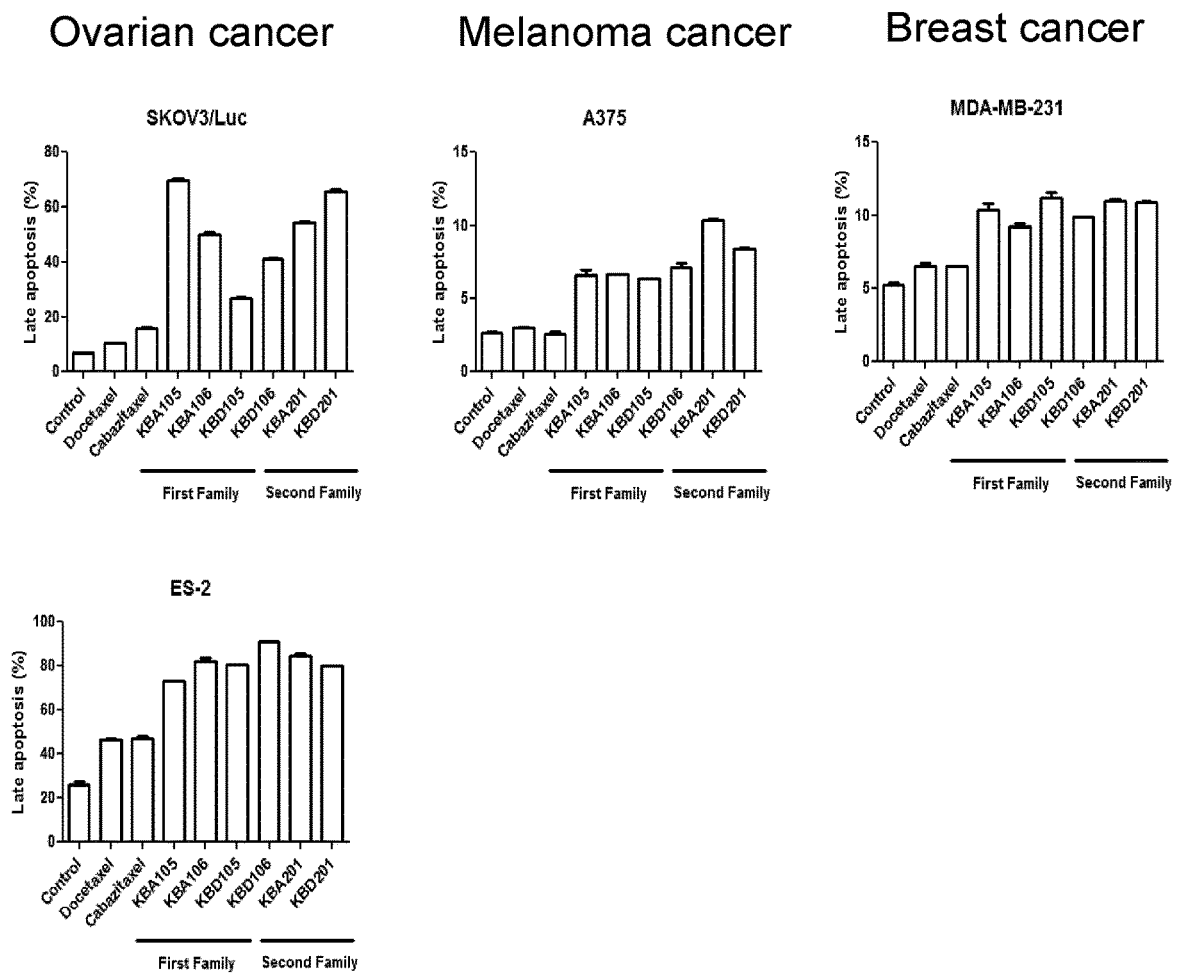 Ovarian cancer
Melanoma cancer
Breast cancer
SKOV3/Luc
Late apoptosis (%)
80
60
40
20
0
Control
Docetaxel
Cabazitaxel
KBA105
KBA106
KBD105
KBD106
KBA201
KBD201
First Family
Second Family
A375
Late apoptosis (%)
15
10
5
0
Control
Docetaxel
Cabazitaxel
KBA105
KBA106
KBD105
KBD106
KBA201
KBD201
First Family
Second Family
MDA-MB-231
Late apoptosis (%)
15
10
5
0
Control
Docetaxel
Cabazitaxel
KBA105
KBA106
KBD105
KBD106
KBA201
KBD201
First Family
Second Family
ES-2
Late apoptosis (%)
100
80
60
40
20
0
Control
Docetaxel
Cabazitaxel
KBA105
KBA106
KBD105
KBD106
KBA201
KBD201
First Family
Second Family